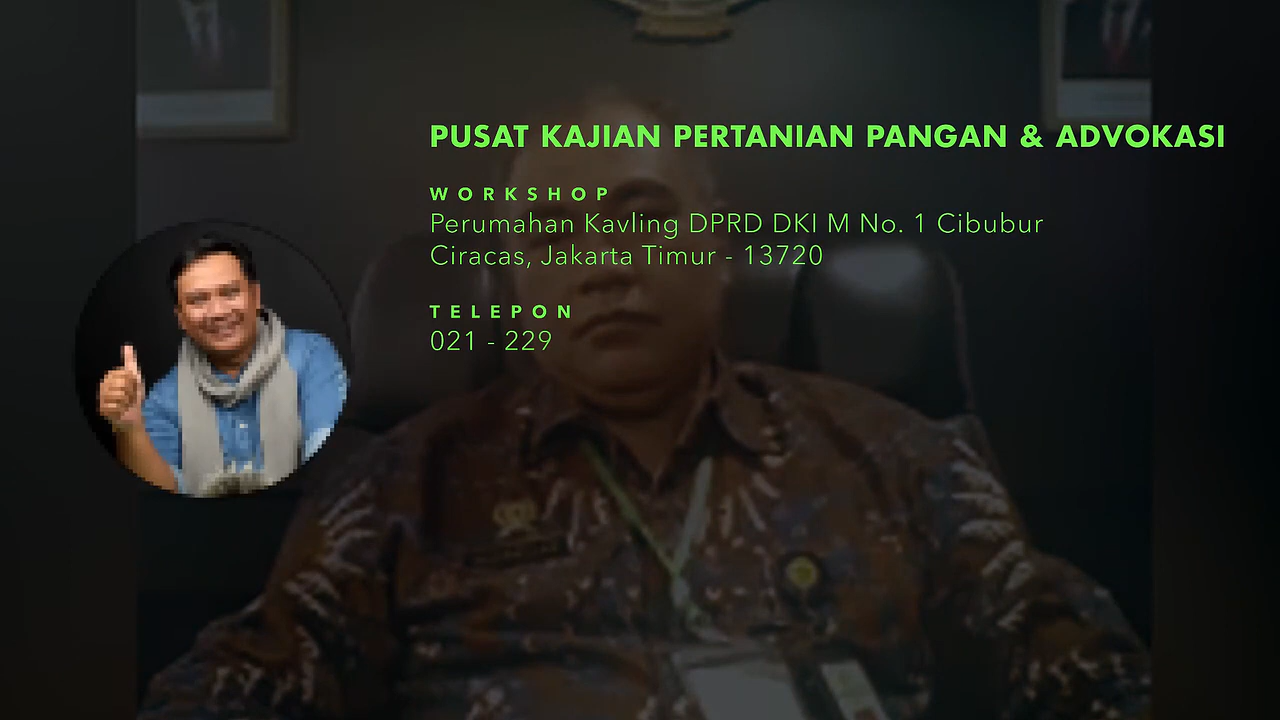 PUSAT KAJIAN PERTANIAN PANGAN & ADVOKASI
WORKSHOP
Perumahan Kavling DPRD DKI M No. 1 Cibubur
Ciracas, Jakarta Timur - 13720
TELEPON
021 - 229